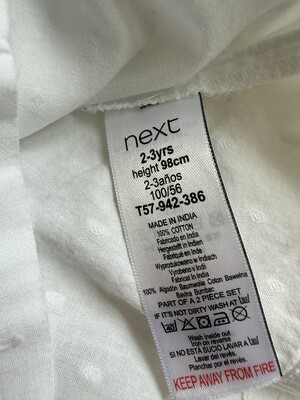 next
2-3yrs
height 98cm
2-3años
100/56
T57-942-386
MADE IN INDIA
100% COTTON
Fabricado en India
Hergestellt in Indien
Fabriqué en Inde
Wyprodukowano w Indiach
Vyrobeno v Indii
Fabricat în India
100% Algodón Baumwolle Coton Bawełna
Bavlna Bumbac
PART OF A 2 PIECE SET
IF IT'S NOT DIRTY WASH AT 30
Wash inside out
Iron on reverse
SI NO ESTÁ SUCIO LAVAR A
Lavar del revés.
Planchar por el revés.
KEEP AWAY FROM FIRE